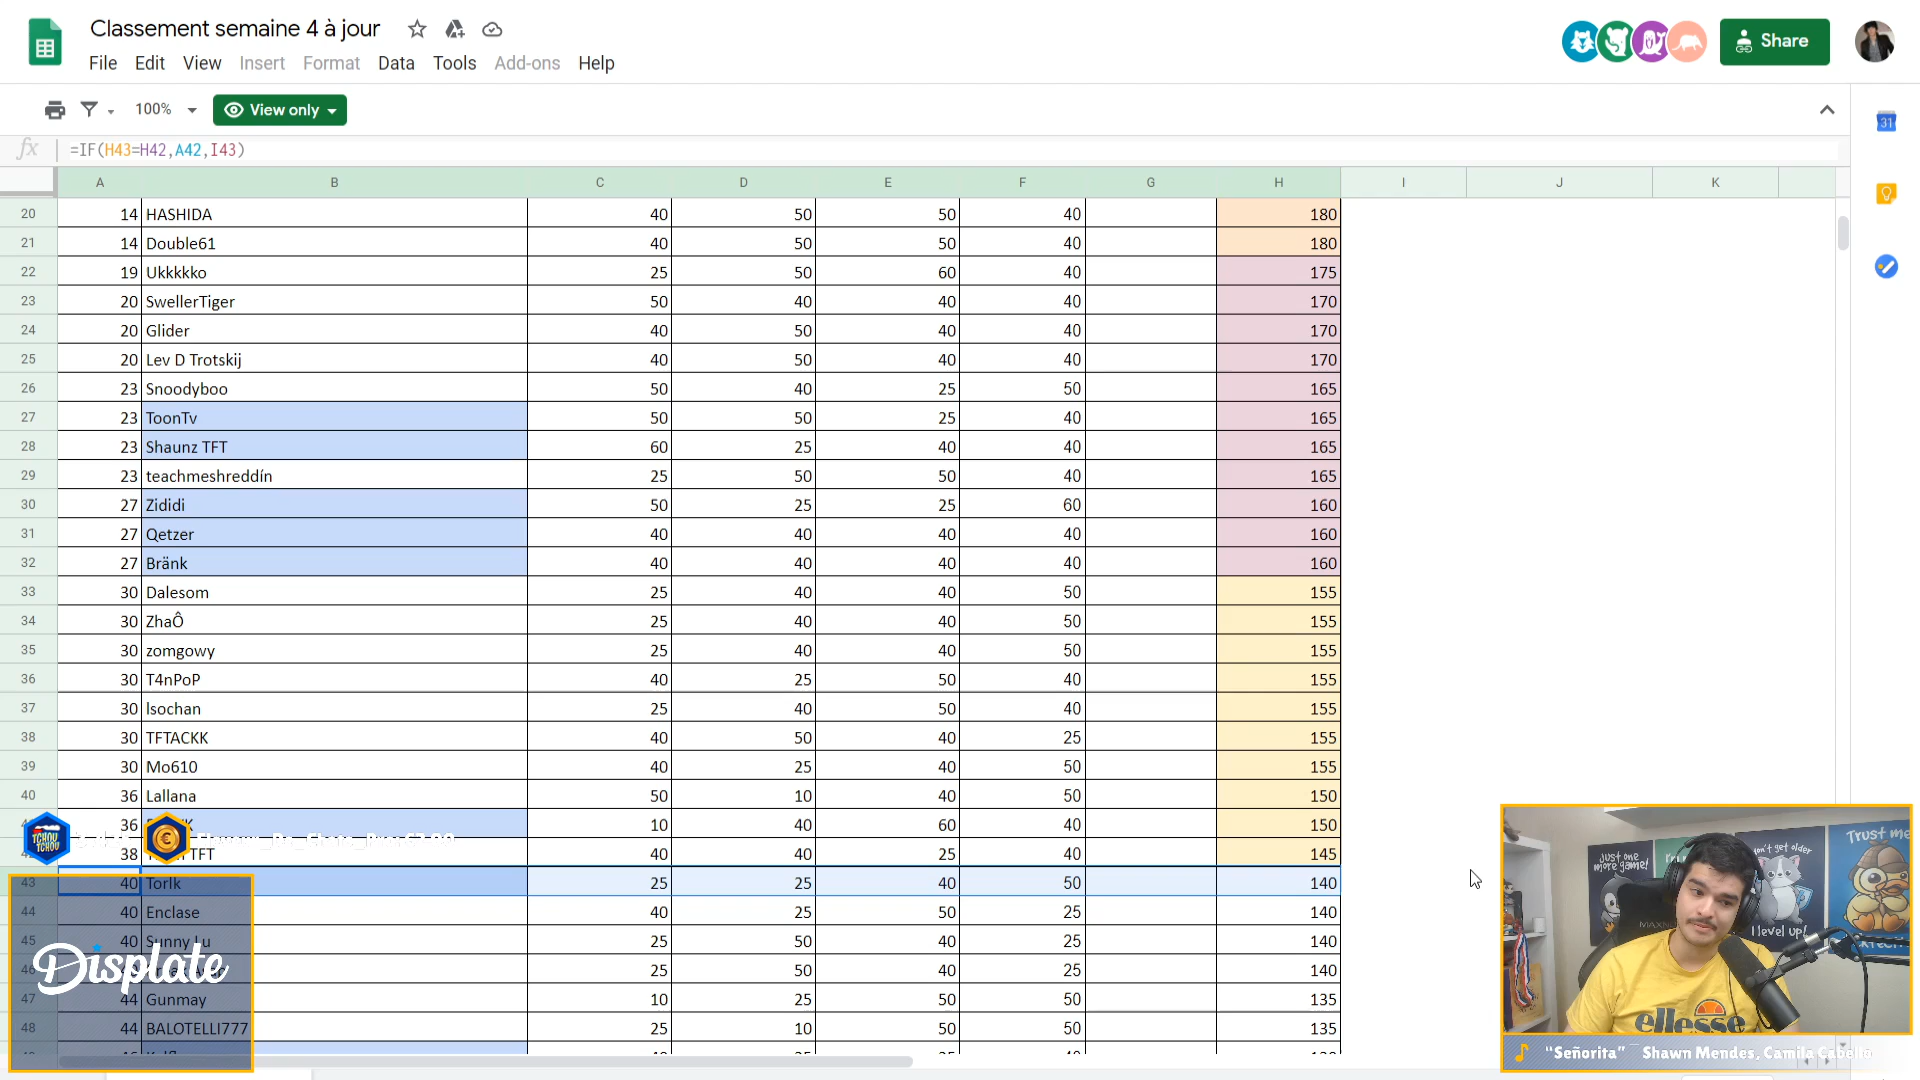 Classement semaine 4 à jour
File Edit View Insert Format Data Tools Add-ons Help
Share
100% View only
fx =IF(H43=H42,A42,I43)
31
A B C D E F G H I J K
20 14 HASHIDA 40 50 50 40 180
21 14 Double61 40 50 50 40 180
22 19 Ukkkkko 25 50 60 40 175
23 20 SwellerTiger 50 40 40 40 170
24 20 Glider 40 50 40 40 170
25 20 Lev D Trotskij 40 50 40 40 170
26 23 Snoodyboo 50 40 25 50 165
27 23 ToonTv 50 50 25 40 165
28 23 Shaunz TFT 60 25 40 40 165
29 23 teachmeshreddín 25 50 50 40 165
30 27 Zididi 50 25 25 60 160
31 27 Qetzer 40 40 40 40 160
32 27 Bränk 40 40 40 40 160
33 30 Dalesom 25 40 40 50 155
34 30 ZhaÔ 25 40 40 50 155
35 30 zomgowy 25 40 40 50 155
36 30 T4nPoP 40 25 50 40 155
37 30 lsochan 25 40 50 40 155
38 30 TFTACKK 40 50 40 25 155
39 30 Mo610 40 25 40 50 155
40 36 Lallana 50 10 40 50 150
36 10 40 60 40 150
38 TFT 40 40 25 40 145
43 40 Torlk 25 25 40 50 140
44 40 Enclase 40 25 50 25 140
45 40 Sunny Lu 25 50 40 25 140
46 25 50 40 25 140
47 44 Gunmay 10 25 50 50 135
48 44 BALOTELLI777 25 10 50 50 135
TCHOU TCHOU
€
Displate
Just one more game!
don't get older
I level up!
Trust me
ellesse
"Señorita" Shawn Mendes, Camila Cabello